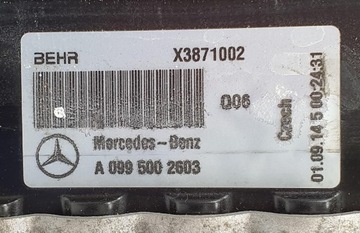 BEHR
X3871002
Q06
Mercedes-Benz
A 099 500 2603
Czech
01.09.14 5 00:24:31